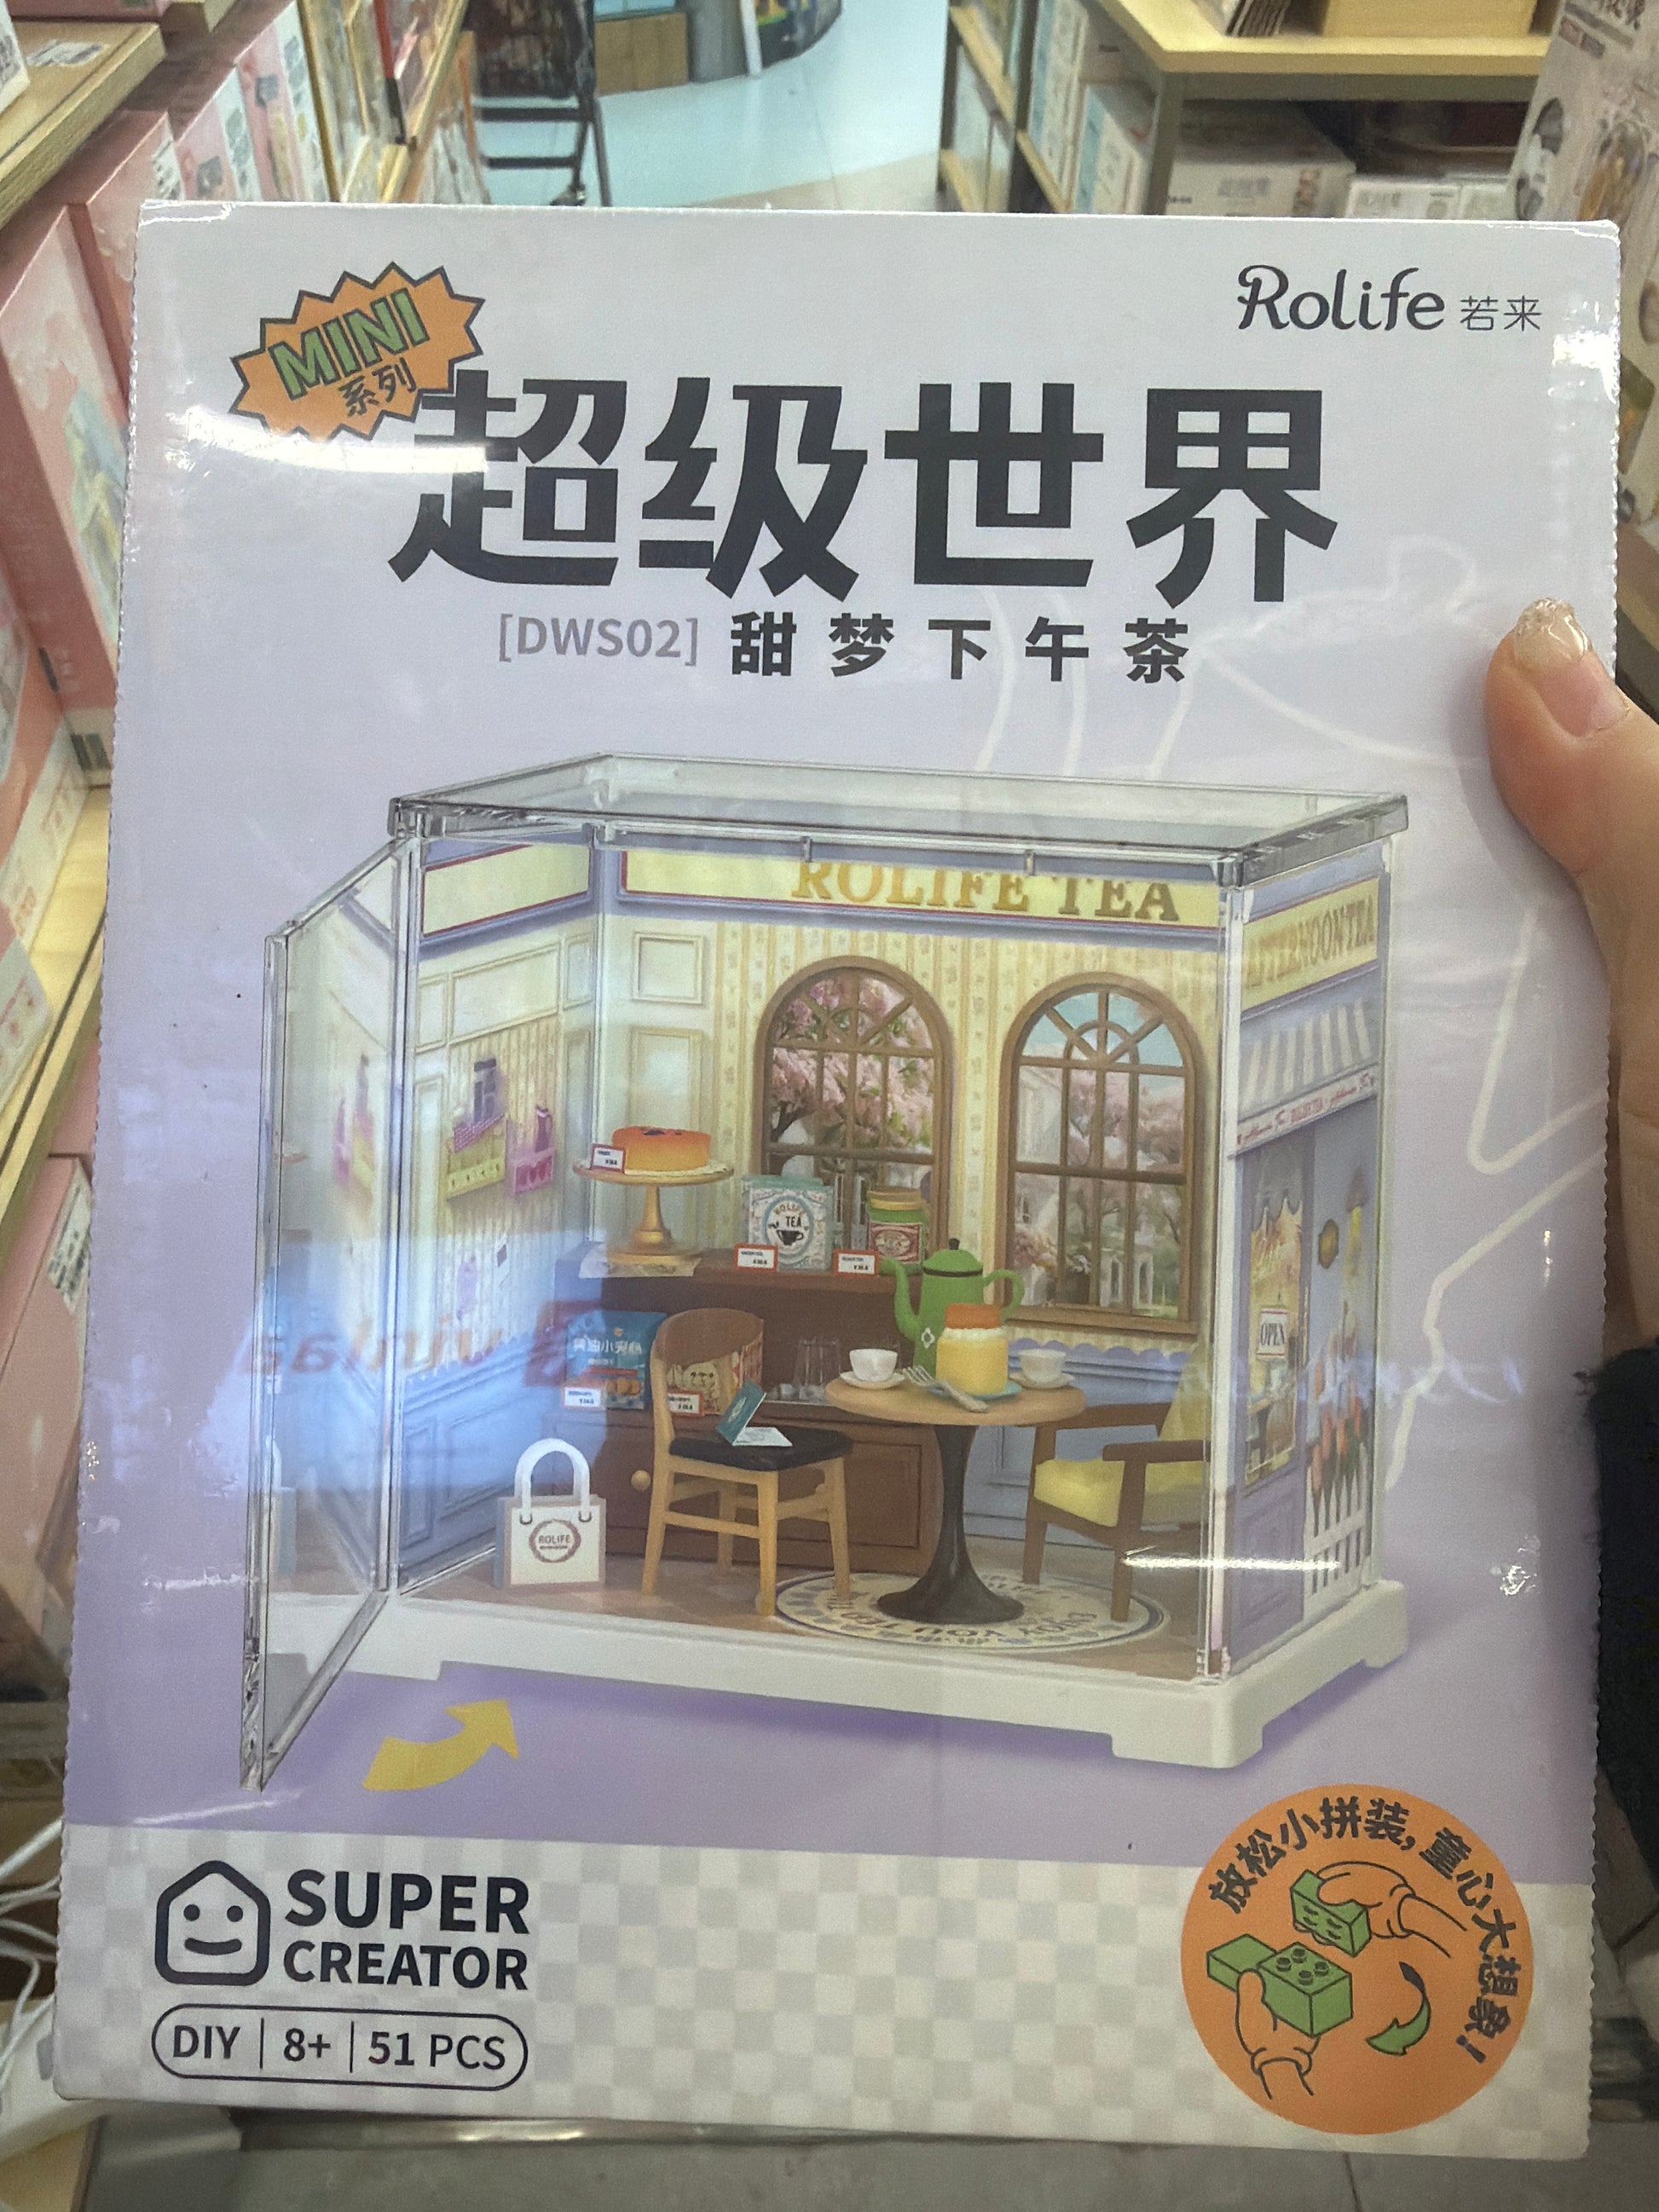 Rolife 若来
MINI
系列
超级世界
[DWS02] 甜梦下午茶
ROLIFE TEA
AFTERNOON TEA
ROLIFE
TEA
OPEN
ROLIFE
SUPER
CREATOR
DIY | 8+ | 51 PCS
放松小拼装,童心大想象!